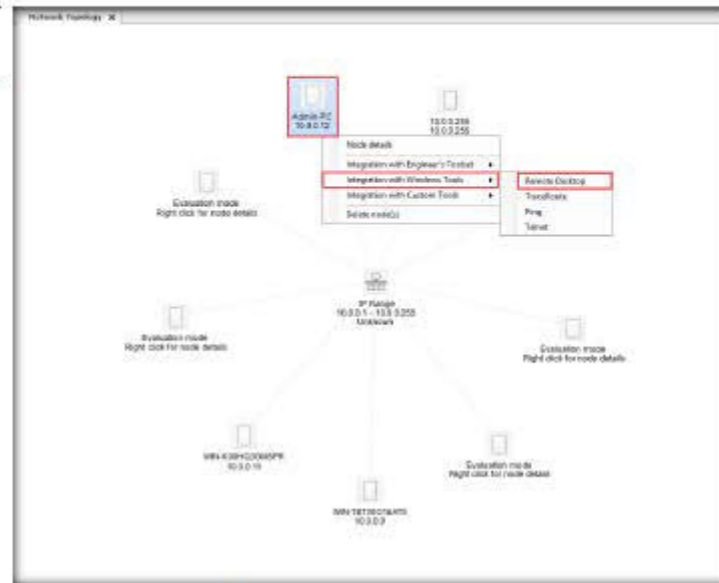 Network Topology
Admin-PC
10.0.0.12
10.0.0.255
10.0.0.255
Node details
Integration with Engineer's Toolset
Integration with Windows Tools
Integration with Custom Tools
Delete node(s)
Remote Desktop
TraceRoute
Ping
Telnet
Evaluation mode
Right click for node details
IP Range
10.0.0.1 - 10.0.0.255
Unknown
Evaluation mode
Right click for node details
Evaluation mode
Right click for node details
10.0.0.11
Evaluation mode
Right click for node details
10.0.0.9